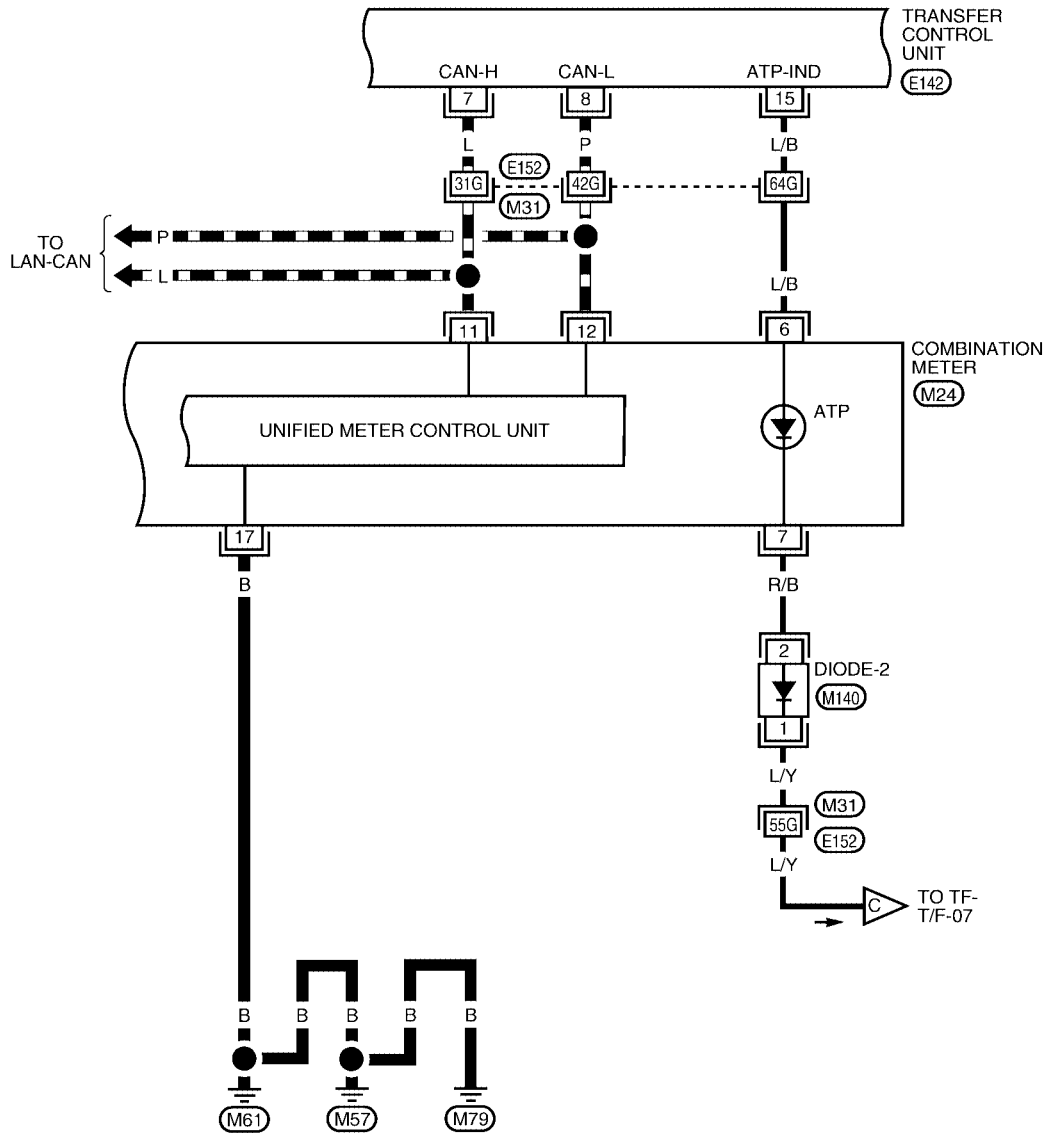 TRANSFER
CONTROL
UNIT
E142
CAN-H
CAN-L
ATP-IND
7
8
15
L
P
L/B
E152
31G
42G
64G
M31
TO
LAN-CAN
P
L
L/B
11
12
6
COMBINATION
METER
M24
ATP
UNIFIED METER CONTROL UNIT
17
7
B
R/B
2
DIODE-2
M140
1
L/Y
M31
55G
E152
L/Y
C
TO TF-
T/F-07
B
B
B
B
B
M61
M57
M79